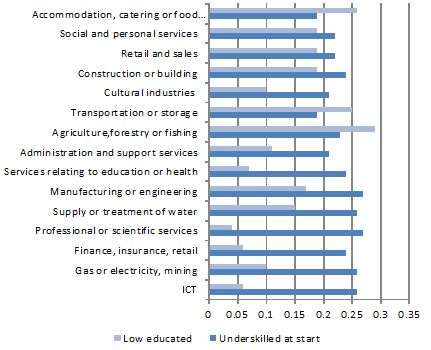 Accommodation, catering or food...
Social and personal services
Retail and sales
Construction or building
Cultural industries
Transportation or storage
Agriculture,forestry or fishing
Administration and support services
Services relating to education or health
Manufacturing or engineering
Supply or treatment of water
Professional or scientific services
Finance, insurance, retail
Gas or electricity, mining
ICT
0 0.05 0.1 0.15 0.2 0.25 0.3 0.35
Low educated Underskilled at start